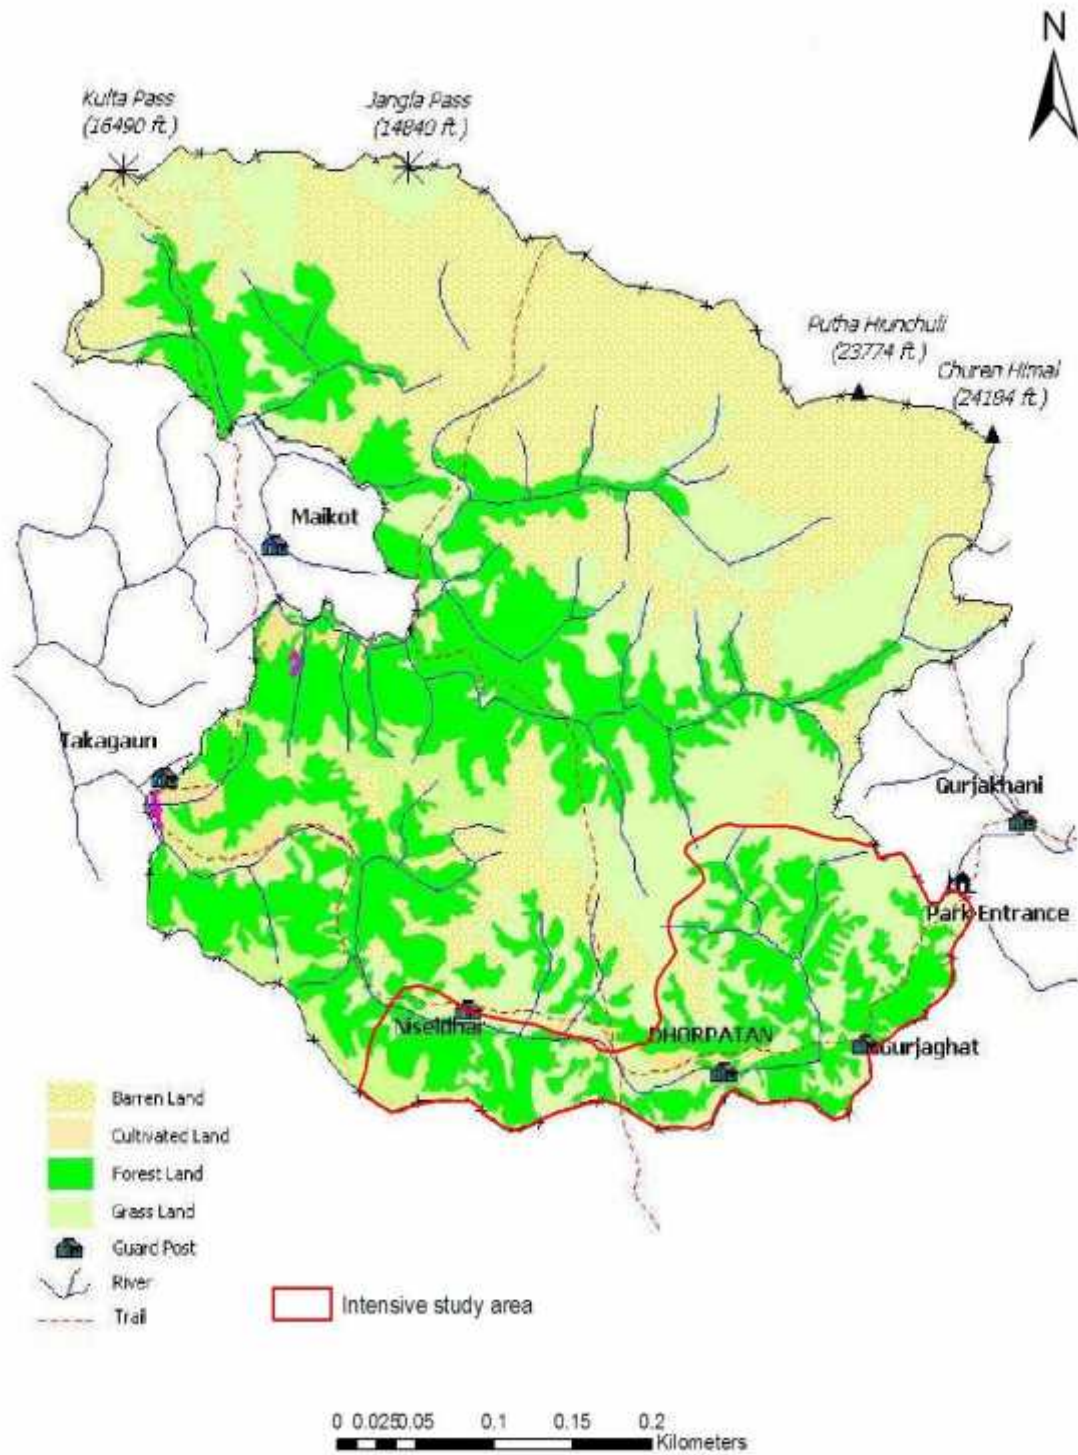 N
Kulta Pass
(16490 ft.)
Jangla Pass
(14840 ft.)
Putha Hiunchuli
(23774 ft.)
Churen Himal
(24184 ft.)
Maikot
Takagaun
Gurjakhani
Park Entrance
Niseldhar
DHORPATAN
Gurjaghat
Barren Land
Cultivated Land
Forest Land
Grass Land
Guard Post
River
Trail
Intensive study area
0 0.025 0.05 0.1 0.15 0.2
Kilometers